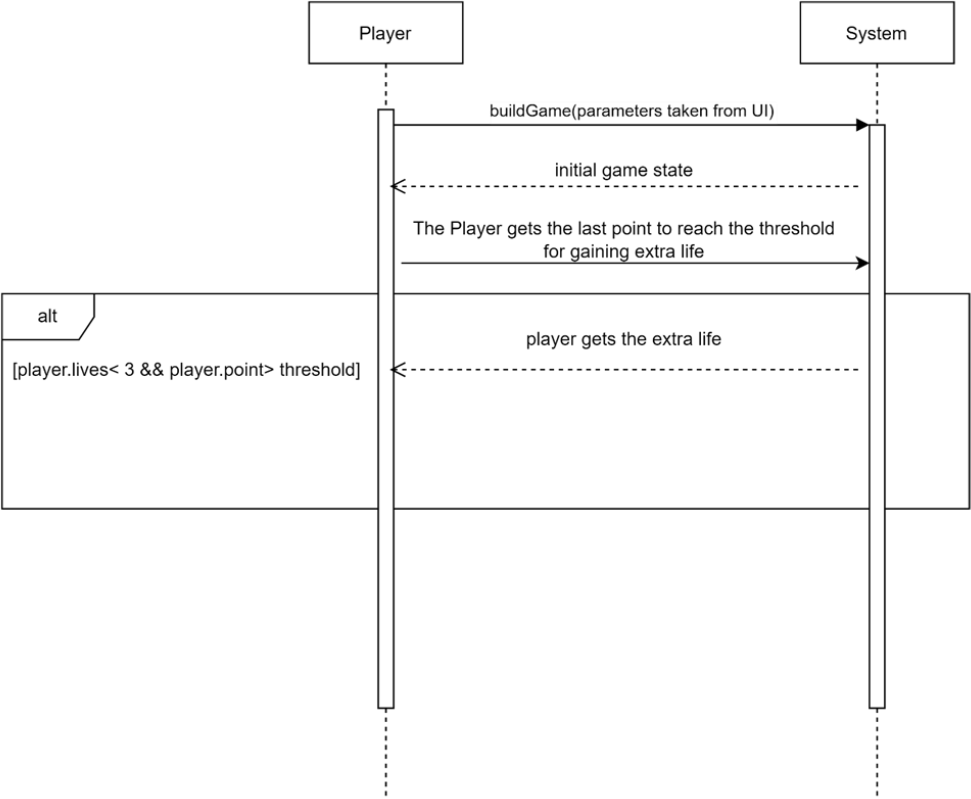 Player
System
buildGame(parameters taken from UI)
initial game state
The Player gets the last point to reach the threshold
for gaining extra life
alt
player gets the extra life
[player.lives< 3 && player.point> threshold]